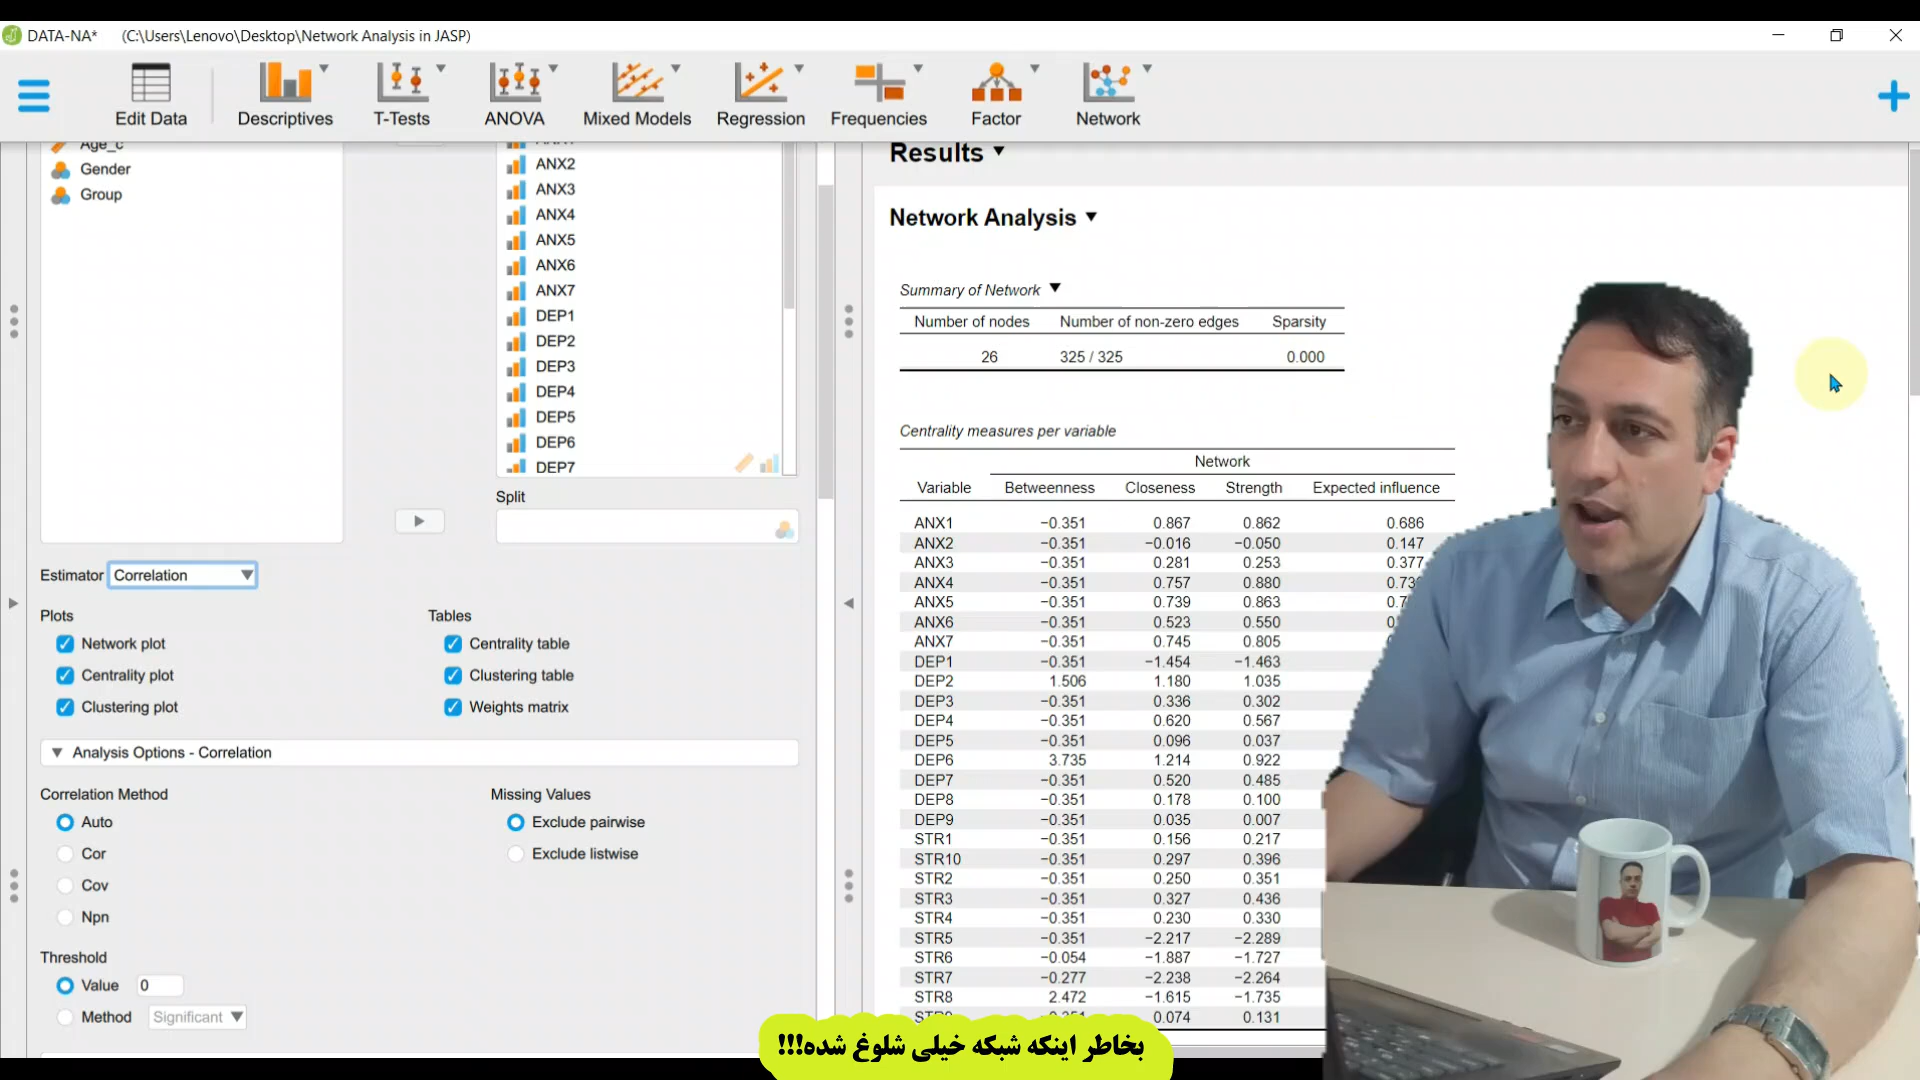 DATA-NA* (C:\Users\Lenovo\Desktop\Network Analysis in JASP)
Edit Data Descriptives T-Tests ANOVA Mixed Models Regression Frequencies Factor Network
Age_c
Gender
Group
ANX2
ANX3
ANX4
ANX5
ANX6
ANX7
DEP1
DEP2
DEP3
DEP4
DEP5
DEP6
DEP7
Split
Estimator Correlation
Plots Tables
Network plot Centrality table
Centrality plot Clustering table
Clustering plot Weights matrix
Analysis Options - Correlation
Correlation Method Missing Values
Auto Exclude pairwise
Cor Exclude listwise
Cov
Npn
Threshold
Value 0
Method Significant
Results
Network Analysis
Summary of Network
Number of nodes Number of non-zero edges Sparsity
26 325 / 325 0.000
Centrality measures per variable
Network
Variable Betweenness Closeness Strength Expected influence
ANX1 −0.351 0.867 0.862 0.686
ANX2 −0.351 −0.016 −0.050 0.147
ANX3 −0.351 0.281 0.253 0.377
ANX4 −0.351 0.757 0.880
ANX5 −0.351 0.739 0.863
ANX6 −0.351 0.523 0.550
ANX7 −0.351 0.745 0.805
DEP1 −0.351 −1.454 −1.463
DEP2 1.506 1.180 1.035
DEP3 −0.351 0.336 0.302
DEP4 −0.351 0.620 0.567
DEP5 −0.351 0.096 0.037
DEP6 3.735 1.214 0.922
DEP7 −0.351 0.520 0.485
DEP8 −0.351 0.178 0.100
DEP9 −0.351 0.035 0.007
STR1 −0.351 0.156 0.217
STR10 −0.351 0.297 0.396
STR2 −0.351 0.250 0.351
STR3 −0.351 0.327 0.436
STR4 −0.351 0.230 0.330
STR5 −0.351 −2.217 −2.289
STR6 −0.054 −1.887 −1.727
STR7 −0.277 −2.238 −2.264
STR8 2.472 −1.615 −1.735
0.074 0.131
بخاطر اینکه شبکه خیلی شلوغ شده!!!